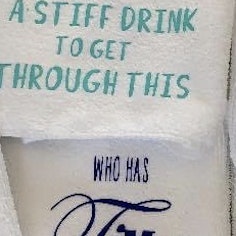 A STIFF DRINK
TO GET
THROUGH THIS
WHO HAS